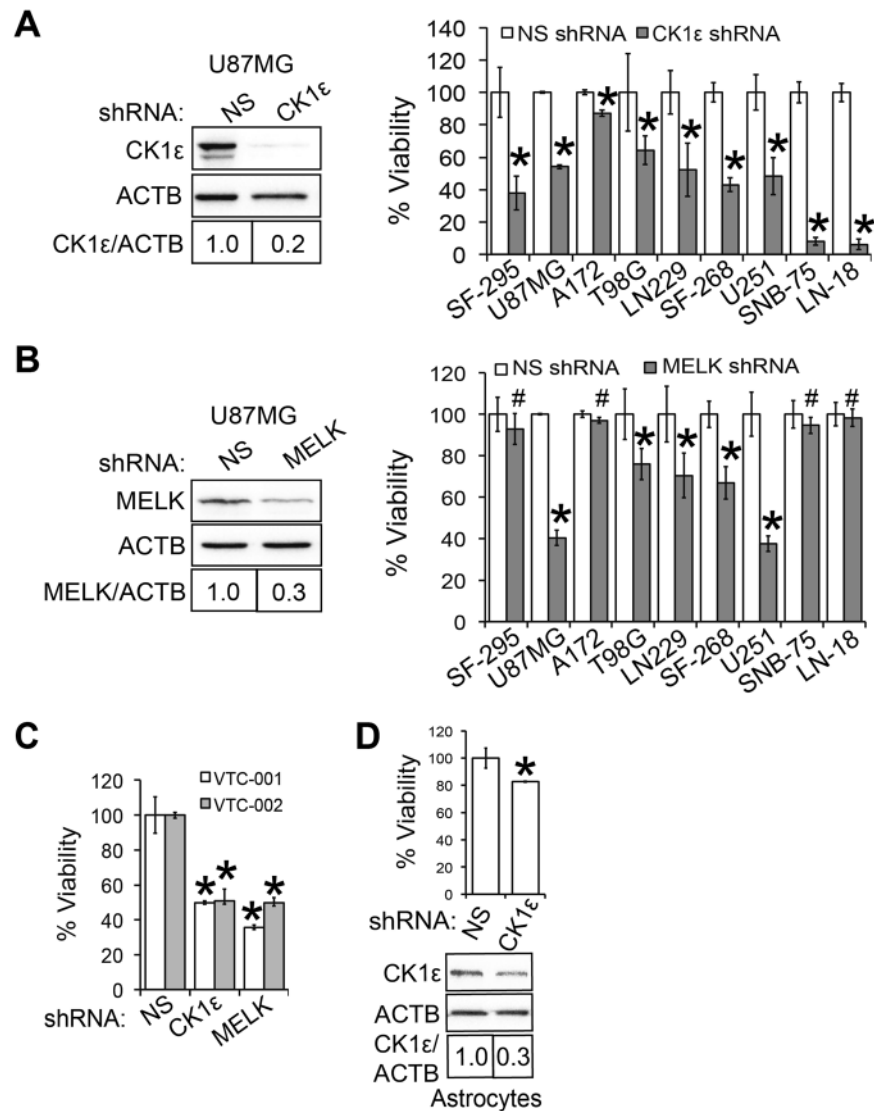 A
U87MG
shRNA: NS CK1ε
CK1ε
ACTB
CK1ε/ACTB 1.0 0.2
NS shRNA CK1ε shRNA
% Viability
140
120
100
80
60
40
20
0
* * * * * * * * *
SF-295 U87MG A172 T98G LN229 SF-268 U251 SNB-75 LN-18
B
U87MG
shRNA: NS MELK
MELK
ACTB
MELK/ACTB 1.0 0.3
NS shRNA MELK shRNA
% Viability
120
100
80
60
40
20
0
# * # * * * * # #
SF-295 U87MG A172 T98G LN229 SF-268 U251 SNB-75 LN-18
C
VTC-001
VTC-002
% Viability
120
100
80
60
40
20
0
* * * *
shRNA: NS CK1ε MELK
D
% Viability
120
100
80
60
40
20
0
*
shRNA: NS CK1ε
CK1ε
ACTB
CK1ε/
ACTB 1.0 0.3
Astrocytes